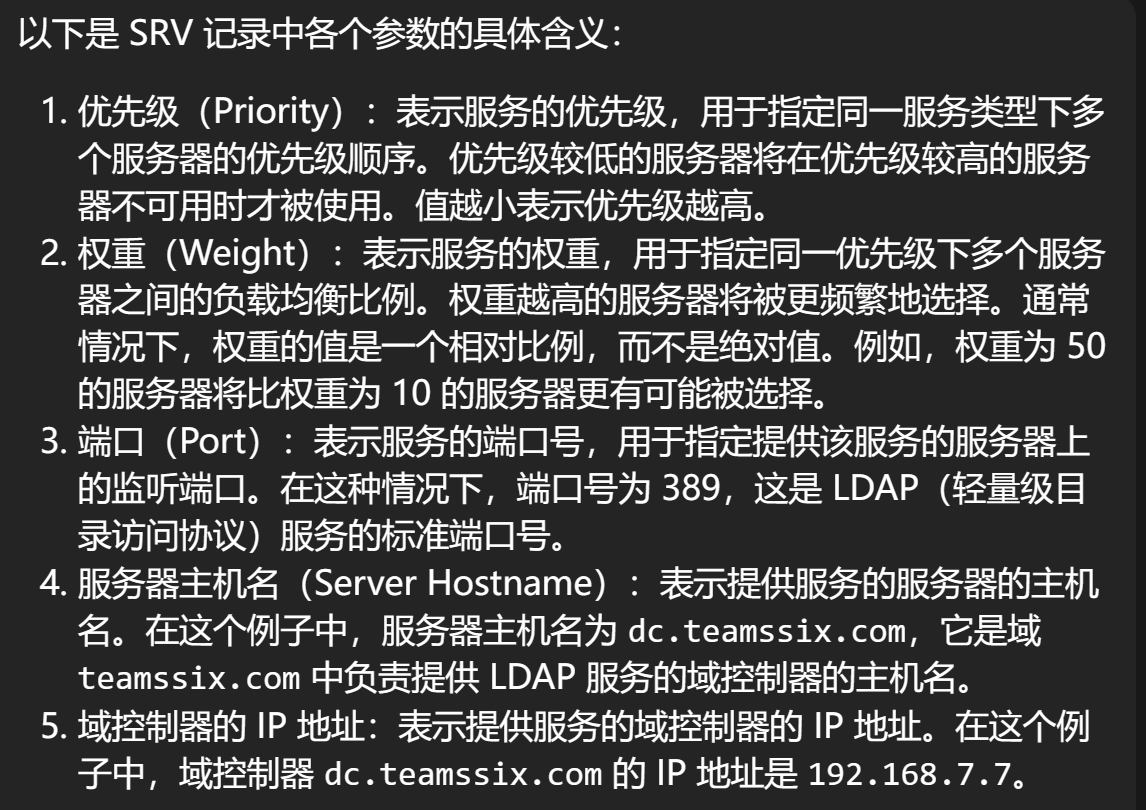 以下是 SRV 记录中各个参数的具体含义：
1. 优先级（Priority）：表示服务的优先级，用于指定同一服务类型下多
个服务器的优先级顺序。优先级较低的服务器将在优先级较高的服务
器不可用时才被使用。值越小表示优先级越高。
2. 权重（Weight）：表示服务的权重，用于指定同一优先级下多个服务
器之间的负载均衡比例。权重越高的服务器将被更频繁地选择。通常
情况下，权重的值是一个相对比例，而不是绝对值。例如，权重为 50
的服务器将比权重为 10 的服务器更有可能被选择。
3. 端口（Port）：表示服务的端口号，用于指定提供该服务的服务器上
的监听端口。在这种情况下，端口号为 389，这是 LDAP（轻量级目
录访问协议）服务的标准端口号。
4. 服务器主机名（Server Hostname）：表示提供服务的服务器的主机
名。在这个例子中，服务器主机名为 dc.teamssix.com，它是域
teamssix.com 中负责提供 LDAP 服务的域控制器的主机名。
5. 域控制器的 IP 地址：表示提供服务的域控制器的 IP 地址。在这个例
子中，域控制器 dc.teamssix.com 的 IP 地址是 192.168.7.7。